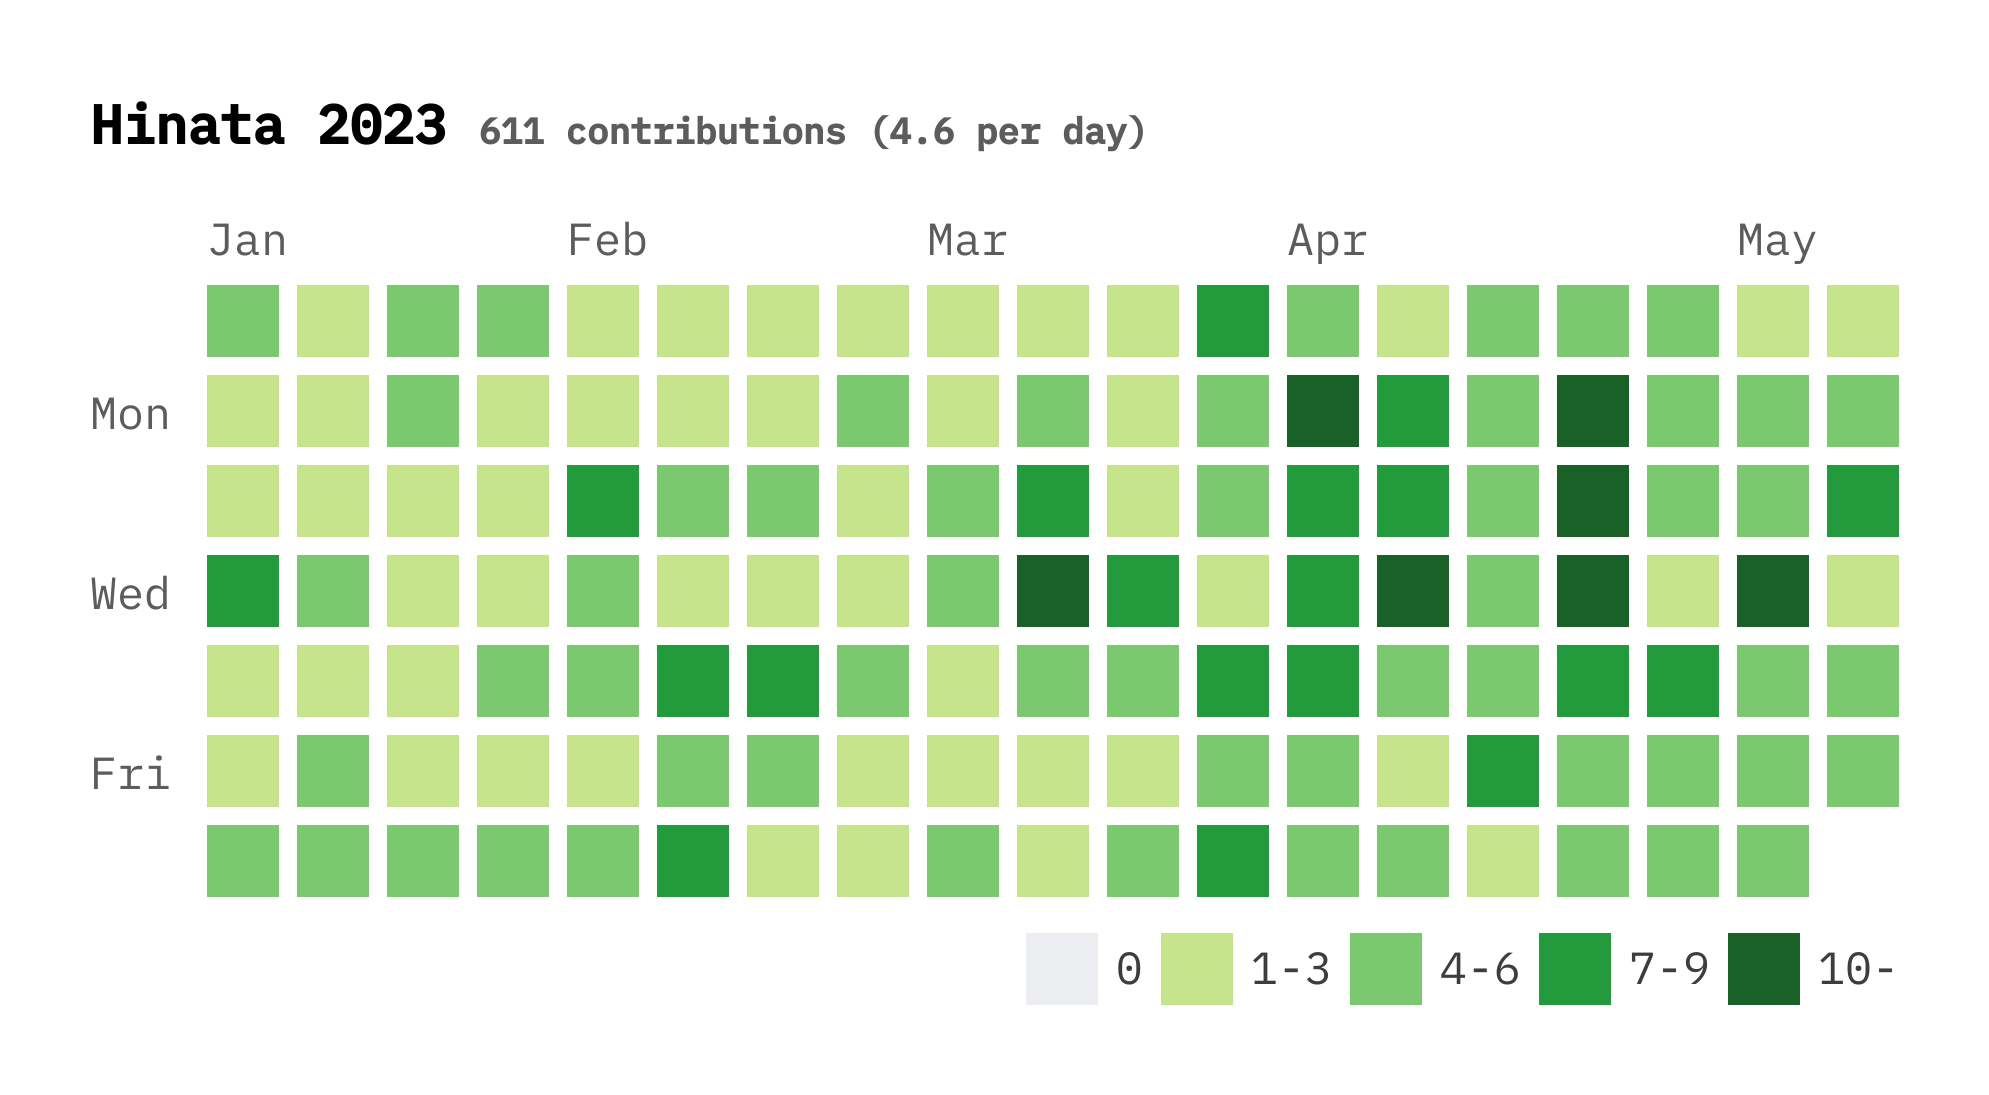 Hinata 2023 611 contributions (4.6 per day)
Jan Feb Mar Apr May
Mon
Wed
Fri
0 1-3 4-6 7-9 10-